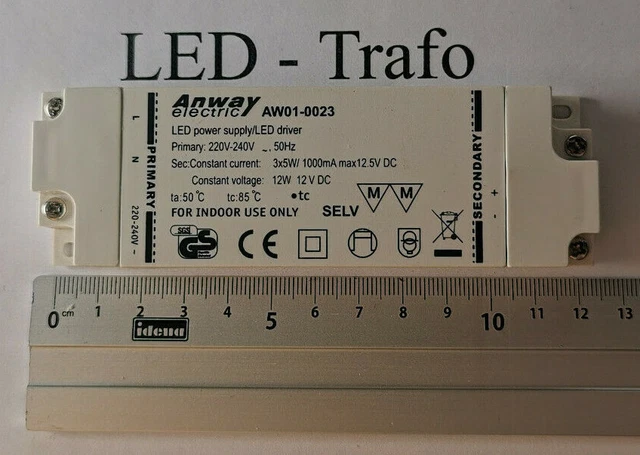 LED - Trafo
Anway
electric AW01-0023
LED power supply/LED driver
Primary: 220V-240V ~, 50Hz
Sec:Constant current: 3x5W/ 1000mA max12.5V DC
Constant voltage: 12W 12 V DC
ta:50℃ tc:85℃ •tc
FOR INDOOR USE ONLY SELV
M M
L
N
220-240V~
PRIMARY
SECONDARY
+
-
SGS
GS
CE
0 cm 1 2 3 4 5 6 7 8 9 10 11 12 13
idena